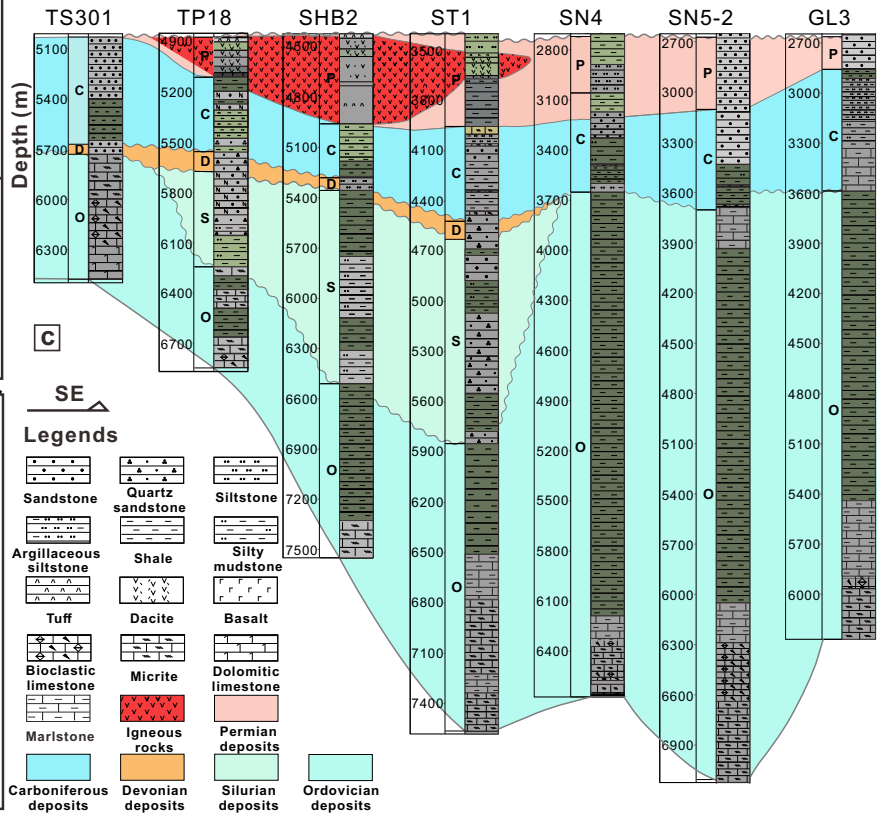 TS301 TP18 SHB2 ST1 SN4 SN5-2 GL3
Depth (m)
5100
5400
5700
6000
6300
C
D
O
4900
5200
5500
5800
6100
6400
6700
P
C
D
S
O
4500
4800
5100
5400
5700
6000
6300
6600
6900
7200
7500
P
C
D
S
O
3500
3800
4100
4400
4700
5000
5300
5600
5900
6200
6500
6800
7100
7400
P
C
D
S
O
2800
3100
3400
3700
4000
4300
4600
4900
5200
5500
5800
6100
6400
P
C
O
2700
3000
3300
3600
3900
4200
4500
4800
5100
5400
5700
6000
6300
6600
6900
P
C
O
2700
3000
3300
3600
3900
4200
4500
4800
5100
5400
5700
6000
P
C
O
C
SE
Legends
Sandstone
Quartz
sandstone
Siltstone
Argillaceous
siltstone
Shale
Silty
mudstone
Tuff
Dacite
Basalt
Bioclastic
limestone
Micrite
Dolomitic
limestone
Marlstone
Igneous
rocks
Permian
deposits
Carboniferous
deposits
Devonian
deposits
Silurian
deposits
Ordovician
deposits